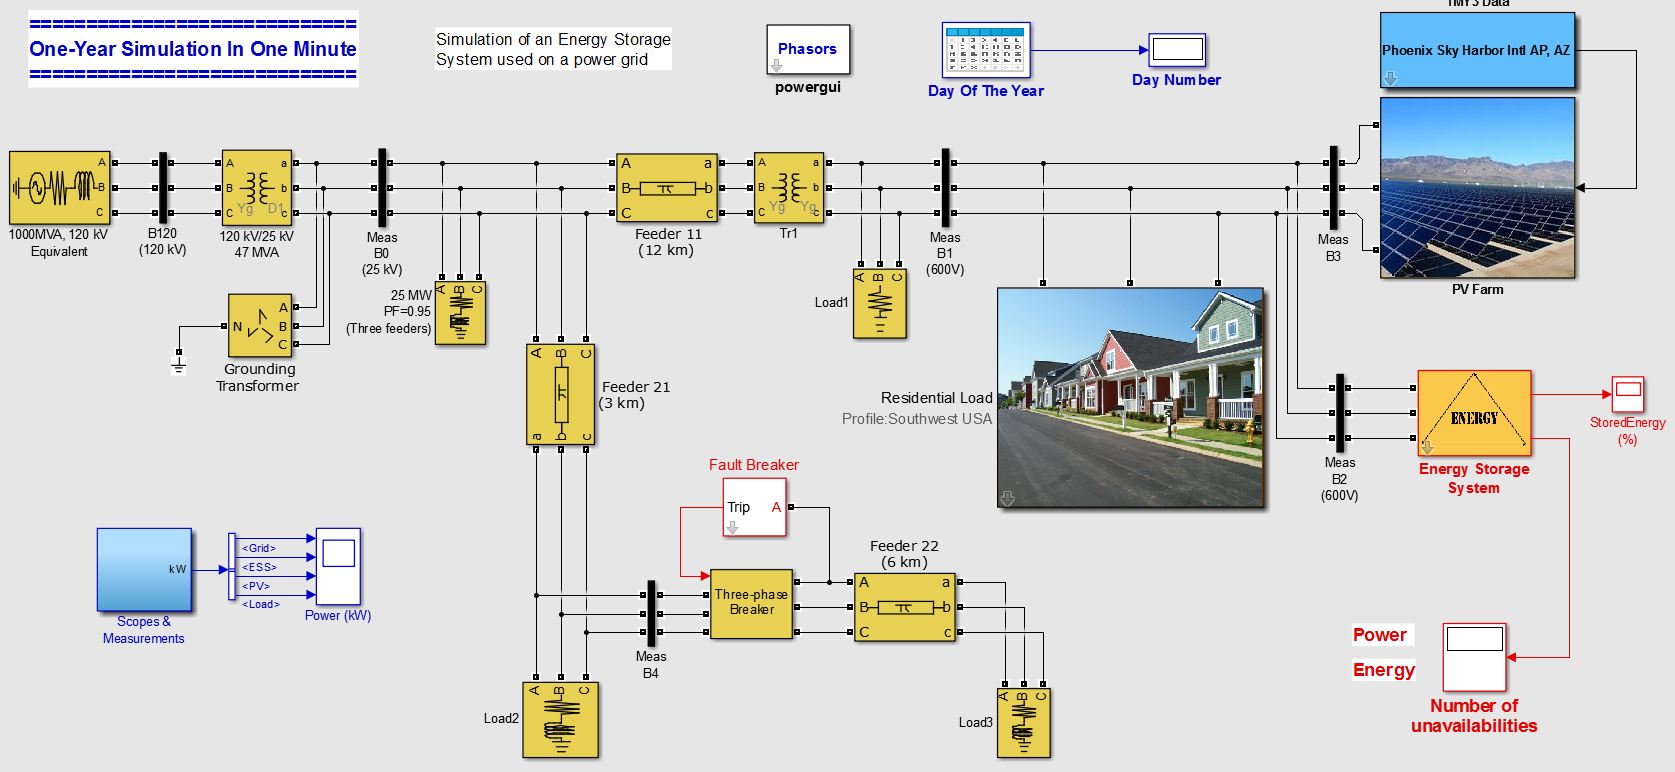 TMY3 Data
One-Year Simulation In One Minute
Simulation of an Energy Storage
System used on a power grid
Phasors
powergui
Day Of The Year
Day Number
Phoenix Sky Harbor Intl AP, AZ
PV Farm
A
B
C
1000MVA, 120 kV
Equivalent
B120
(120 kV)
A
B
C
a
b
c
Yg
D1
120 kV/25 kV
47 MVA
Meas
B0
(25 kV)
A
B
C
a
b
c
Feeder 11
(12 km)
A
B
C
a
b
c
Yg
Yg
Tr1
Meas
B1
(600V)
Meas
B3
N
A
B
C
Grounding
Transformer
25 MW
PF=0.95
(Three feeders)
A
B
C
Load1
A
B
C
A
B
C
a
b
c
Feeder 21
(3 km)
Residential Load
Profile:Southwest USA
Meas
B2
(600V)
ENERGY
Energy Storage
System
StoredEnergy
(%)
Fault Breaker
Trip
A
kW
Scopes &
Measurements
<Grid>
<ESS>
<PV>
<Load>
Power (kW)
Meas
B4
Three-phase
Breaker
Feeder 22
(6 km)
A
B
C
a
b
c
Load2
A
B
C
Load3
A
B
C
Power
Energy
Number of
unavailabilities